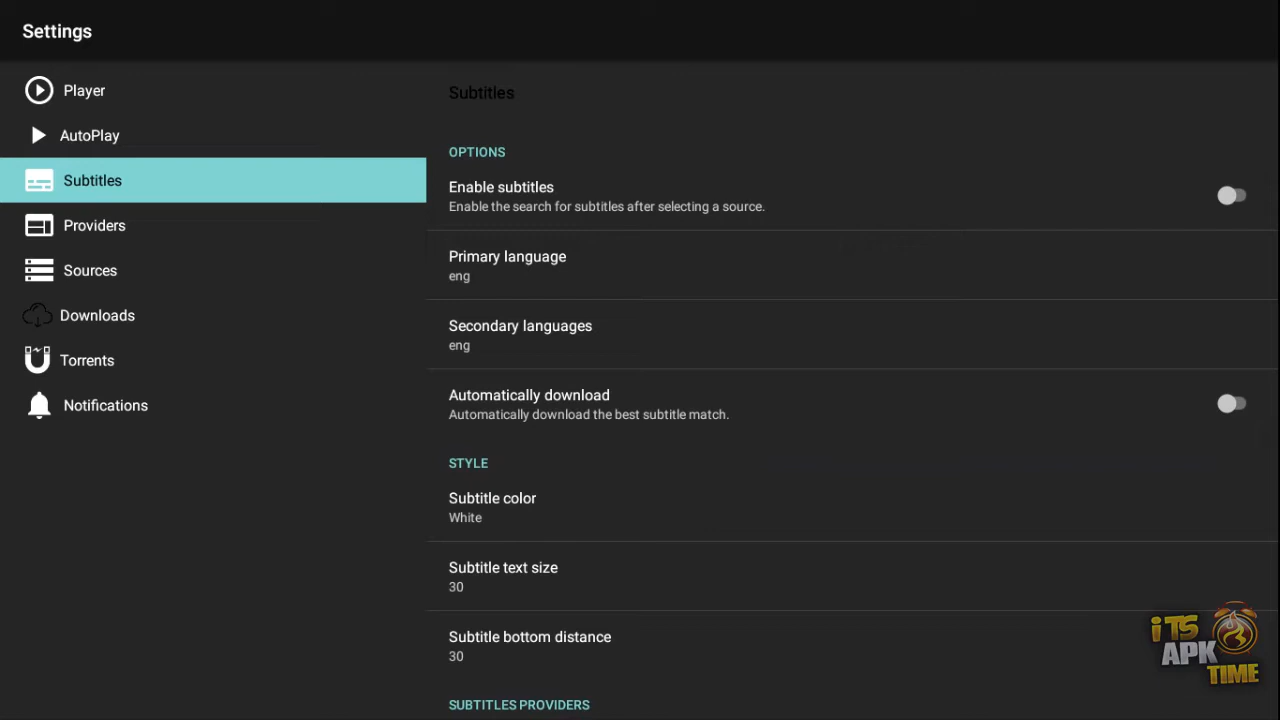 Settings
Player
AutoPlay
Subtitles
Providers
Sources
Downloads
Torrents
Notifications
Subtitles
OPTIONS
Enable subtitles
Enable the search for subtitles after selecting a source.
Primary language
eng
Secondary languages
eng
Automatically download
Automatically download the best subtitle match.
STYLE
Subtitle color
White
Subtitle text size
30
Subtitle bottom distance
30
SUBTITLES PROVIDERS
iTS
APK
TIME